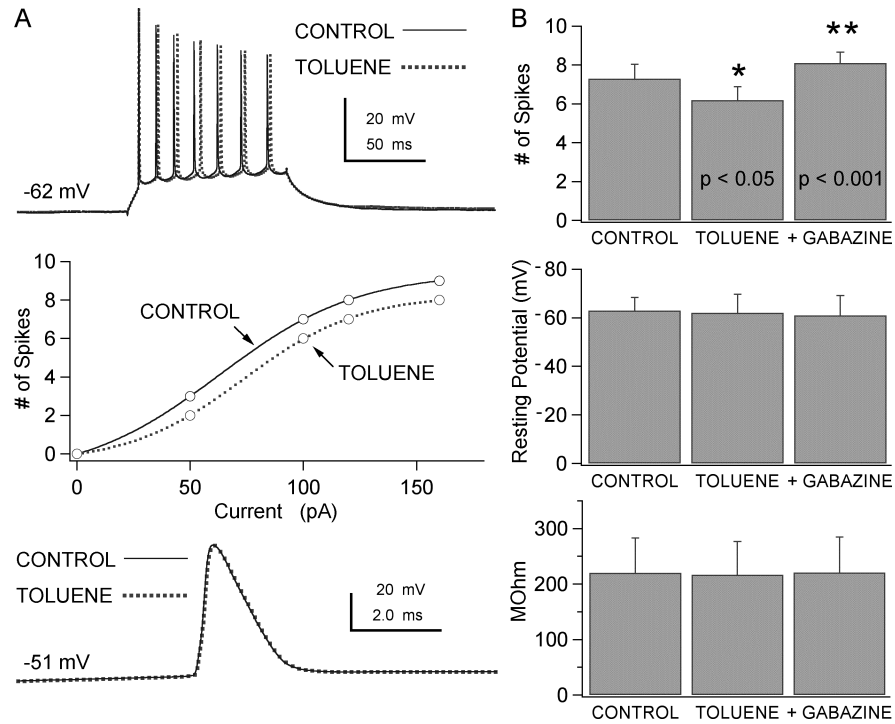 A
CONTROL
TOLUENE
20 mV
50 ms
-62 mV
10
8
6
4
2
0
# of Spikes
CONTROL
TOLUENE
0
50
100
150
Current (pA)
CONTROL
TOLUENE
20 mV
2.0 ms
-51 mV
B
10
8
6
4
2
0
# of Spikes
*
**
p < 0.05
p < 0.001
CONTROL
TOLUENE
+ GABAZINE
-80
-60
-40
-20
0
Resting Potential (mV)
CONTROL
TOLUENE
+ GABAZINE
300
200
100
0
MOhm
CONTROL
TOLUENE
+ GABAZINE